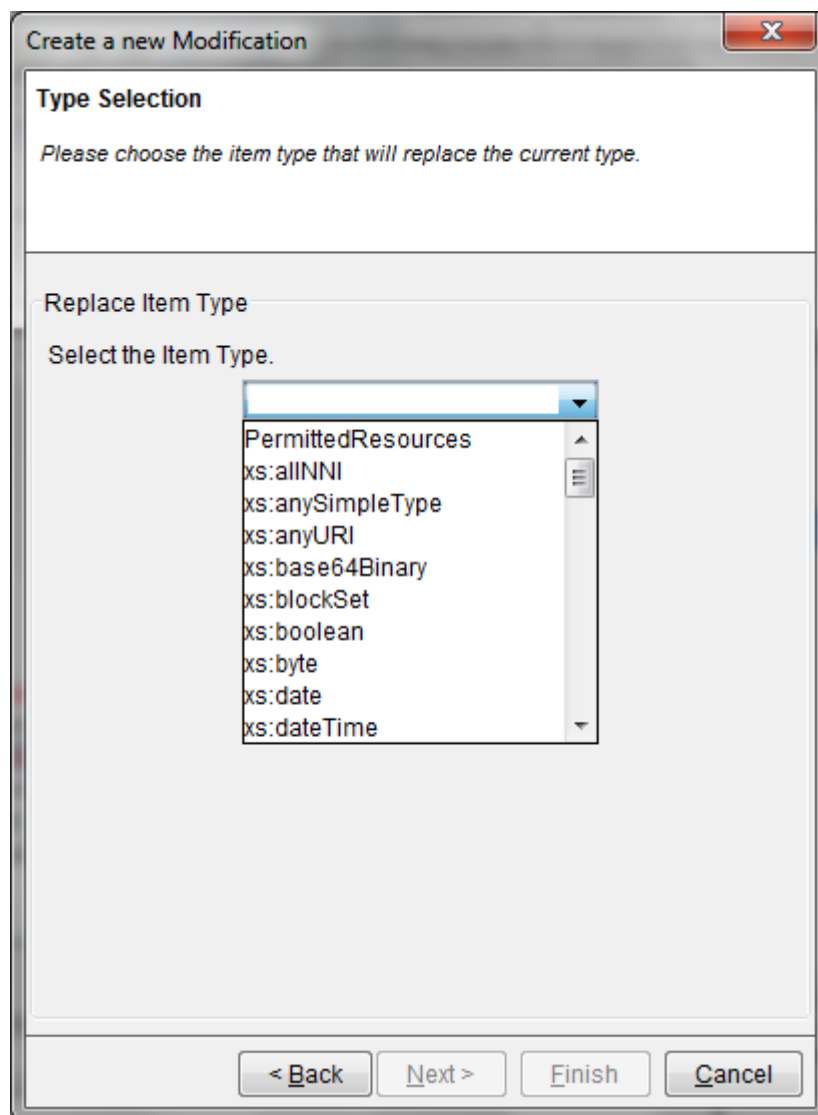 Create a new Modification
Type Selection
Please choose the item type that will replace the current type.
Replace Item Type
Select the Item Type.
PermittedResources
xs:allNNI
xs:anySimpleType
xs:anyURI
xs:base64Binary
xs:blockSet
xs:boolean
xs:byte
xs:date
xs:dateTime
< Back Next > Finish Cancel